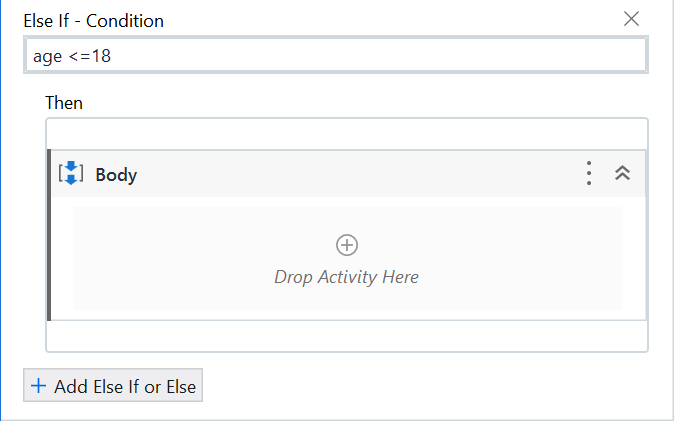 Else If - Condition
age <=18
Then
Body
Drop Activity Here
Add Else If or Else